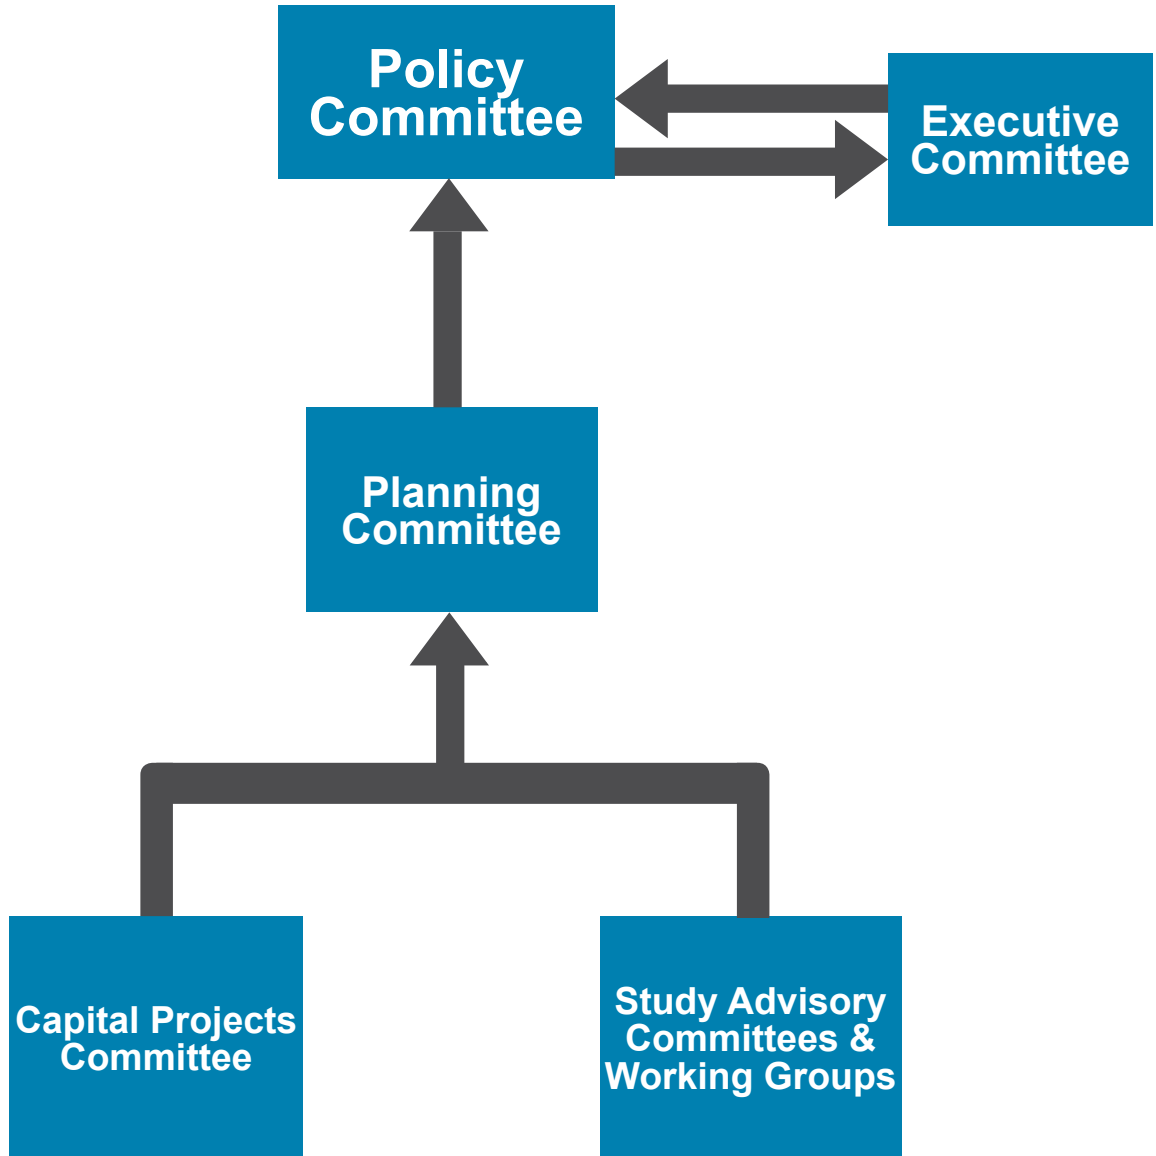 Policy
Committee
Executive
Committee
Planning
Committee
Capital Projects
Committee
Study Advisory
Committees &
Working Groups